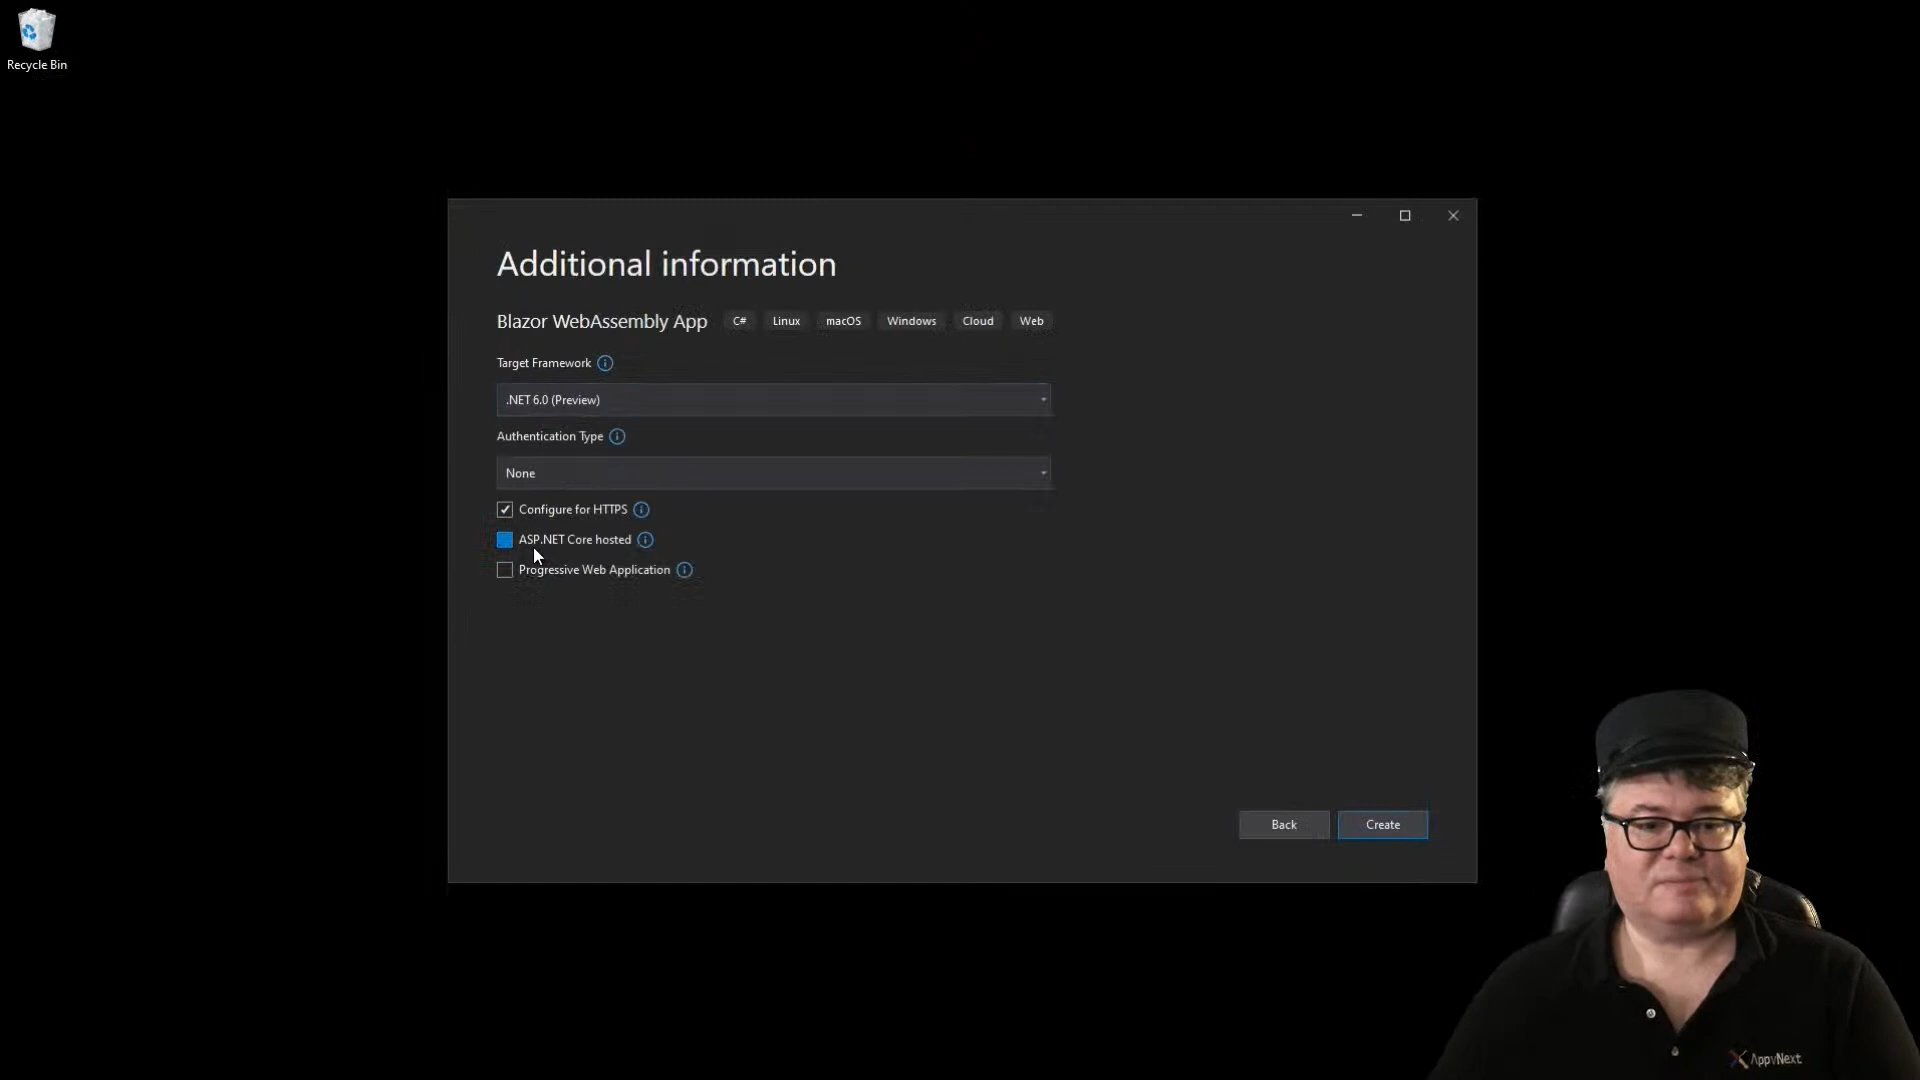 Recycle Bin
Additional information
Blazor WebAssembly App C# Linux macOS Windows Cloud Web
Target Framework
.NET 6.0 (Preview)
Authentication Type
None
Configure for HTTPS
ASP.NET Core hosted
Progressive Web Application
Back Create
AppvNext